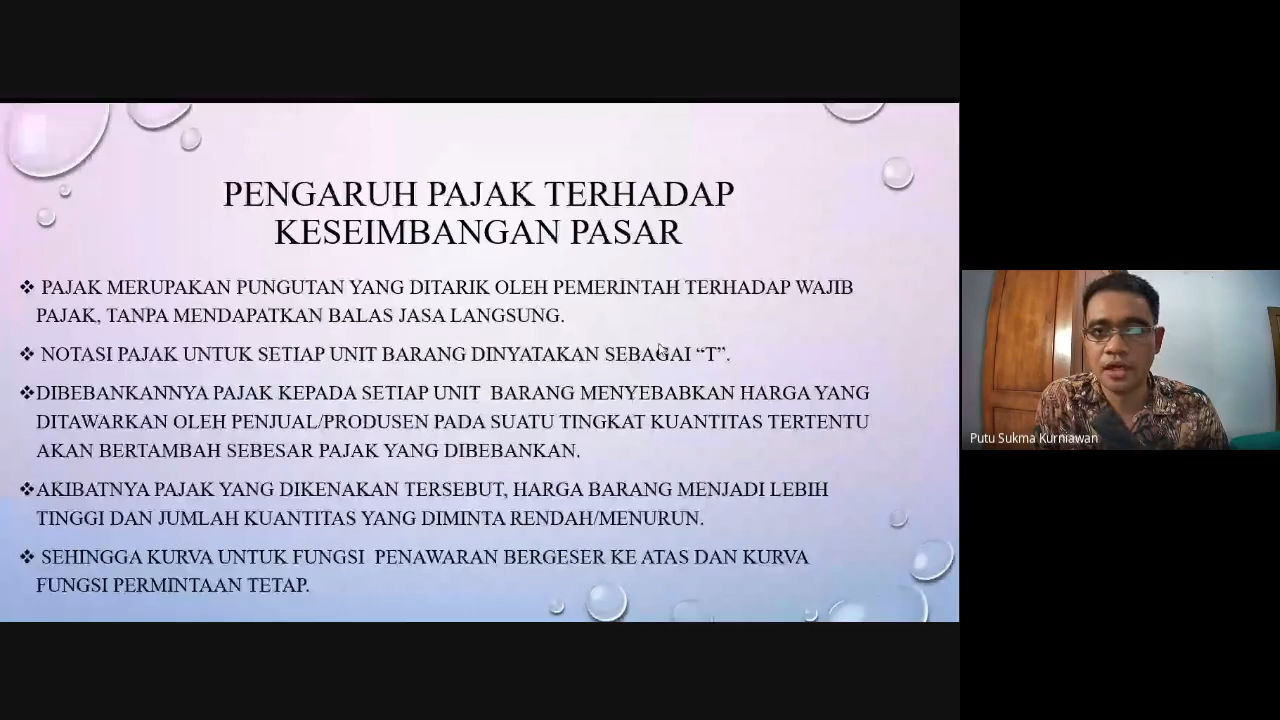 PENGARUH PAJAK TERHADAP
KESEIMBANGAN PASAR
❖ PAJAK MERUPAKAN PUNGUTAN YANG DITARIK OLEH PEMERINTAH TERHADAP WAJIB
PAJAK, TANPA MENDAPATKAN BALAS JASA LANGSUNG.
❖ NOTASI PAJAK UNTUK SETIAP UNIT BARANG DINYATAKAN SEBAGAI “T”.
❖DIBEBANKANNYA PAJAK KEPADA SETIAP UNIT BARANG MENYEBABKAN HARGA YANG
DITAWARKAN OLEH PENJUAL/PRODUSEN PADA SUATU TINGKAT KUANTITAS TERTENTU
AKAN BERTAMBAH SEBESAR PAJAK YANG DIBEBANKAN.
❖AKIBATNYA PAJAK YANG DIKENAKAN TERSEBUT, HARGA BARANG MENJADI LEBIH
TINGGI DAN JUMLAH KUANTITAS YANG DIMINTA RENDAH/MENURUN.
❖ SEHINGGA KURVA UNTUK FUNGSI PENAWARAN BERGESER KE ATAS DAN KURVA
FUNGSI PERMINTAAN TETAP.
Putu Sukma Kurniawan